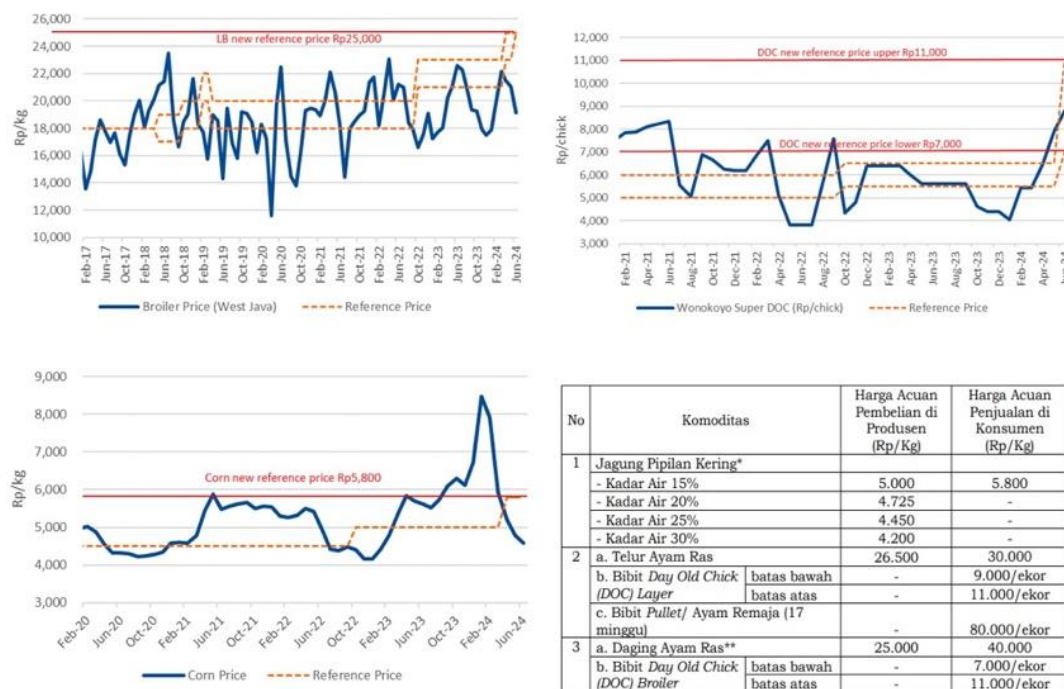 26,000
24,000
22,000
20,000
18,000
16,000
14,000
12,000
10,000
Rp/kg
LB new reference price Rp25,000
Feb-17
Jun-17
Oct-17
Feb-18
Jun-18
Oct-18
Feb-19
Jun-19
Oct-19
Feb-20
Jun-20
Oct-20
Feb-21
Jun-21
Oct-21
Feb-22
Jun-22
Oct-22
Feb-23
Jun-23
Oct-23
Feb-24
Jun-24
Broiler Price (West Java)
Reference Price
12,000
11,000
10,000
9,000
8,000
7,000
6,000
5,000
4,000
3,000
Rp/chick
DOC new reference price upper Rp11,000
DOC new reference price lower Rp7,000
Feb-21
Apr-21
Jun-21
Aug-21
Oct-21
Dec-21
Feb-22
Apr-22
Jun-22
Aug-22
Oct-22
Dec-22
Feb-23
Apr-23
Jun-23
Aug-23
Oct-23
Dec-23
Feb-24
Apr-24
Wonokoyo Super DOC (Rp/chick)
Reference Price
9,000
8,000
7,000
6,000
5,000
4,000
3,000
Rp/kg
Corn new reference price Rp5,800
Feb-20
Jun-20
Oct-20
Feb-21
Jun-21
Oct-21
Feb-22
Jun-22
Oct-22
Feb-23
Jun-23
Oct-23
Feb-24
Jun-24
Corn Price
Reference Price
No Komoditas Harga Acuan Pembelian di Produsen (Rp/Kg) Harga Acuan Penjualan di Konsumen (Rp/Kg)
1 Jagung Pipilan Kering*
- Kadar Air 15% 5.000 5.800
- Kadar Air 20% 4.725 -
- Kadar Air 25% 4.450 -
- Kadar Air 30% 4.200 -
2 a. Telur Ayam Ras 26.500 30.000
b. Bibit Day Old Chick batas bawah - 9.000/ekor
(DOC) Layer batas atas - 11.000/ekor
c. Bibit Pullet/ Ayam Remaja (17
minggu) - 80.000/ekor
3 a. Daging Ayam Ras** 25.000 40.000
b. Bibit Day Old Chick batas bawah - 7.000/ekor
(DOC) Broiler batas atas - 11.000/ekor